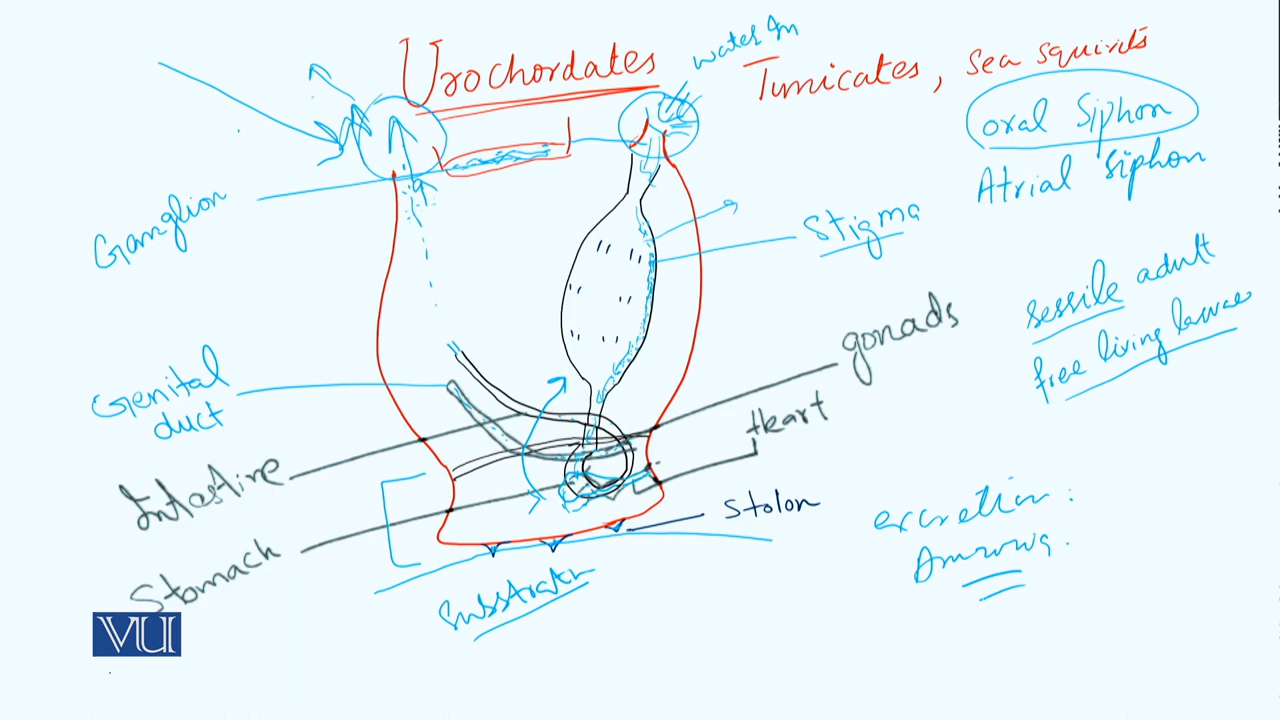 Urochordates
water In
Tunicates, Sea squirts
oral Siphon
Atrial siphon
Ganglion
Stigma
sessile adult
free living larvae
gonads
Genital
duct
Heart
Intestine
Stolon
excretion:
Stomach
Substrate
VU